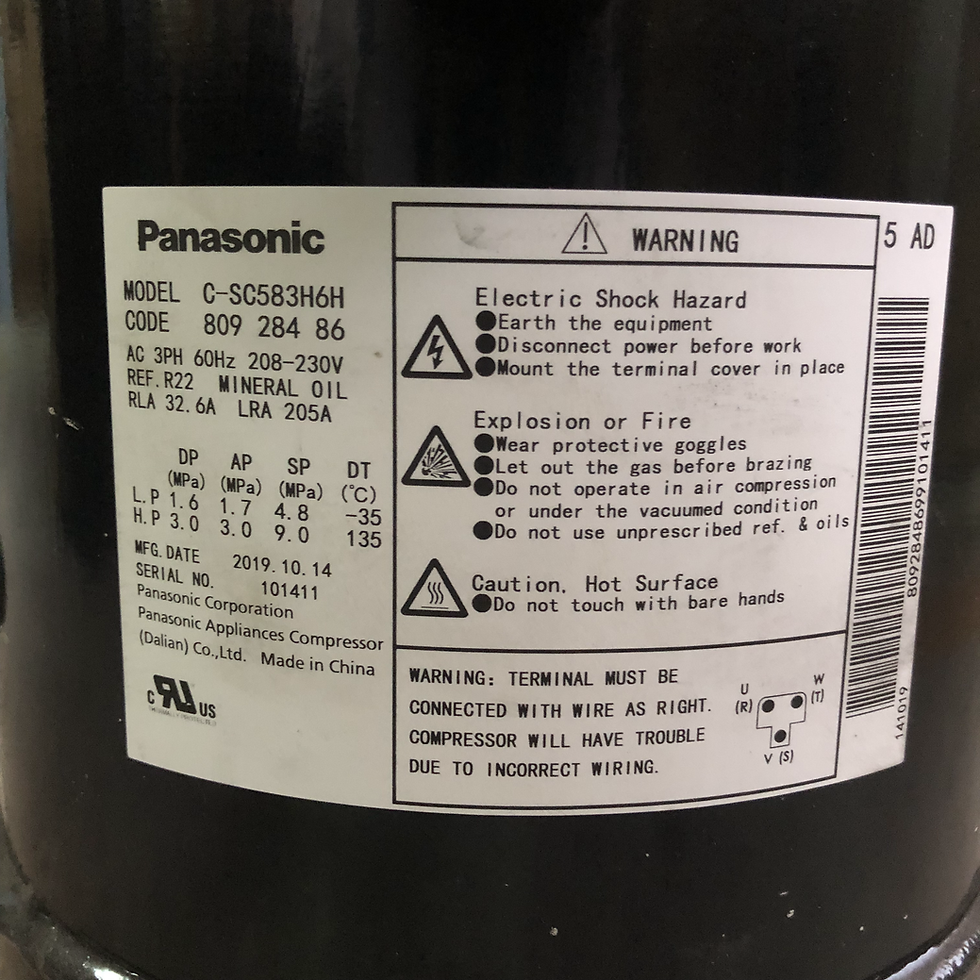 Panasonic
MODEL C-SC583H6H
CODE 809 284 86
AC 3PH 60Hz 208-230V
REF. R22 MINERAL OIL
RLA 32.6A LRA 205A
DP AP SP DT
(MPa) (MPa) (MPa) (℃)
L.P 1.6 1.7 4.8 -35
H.P 3.0 3.0 9.0 135
MFG. DATE 2019.10.14
SERIAL NO. 101411
Panasonic Corporation
Panasonic Appliances Compressor
(Dalian) Co.,Ltd. Made in China
c RU US
WARNING
Electric Shock Hazard
●Earth the equipment
●Disconnect power before work
●Mount the terminal cover in place
Explosion or Fire
●Wear protective goggles
●Let out the gas before brazing
●Do not operate in air compression
or under the vacuumed condition
●Do not use unprescribed ref. & oils
Caution, Hot Surface
●Do not touch with bare hands
WARNING: TERMINAL MUST BE
CONNECTED WITH WIRE AS RIGHT.
COMPRESSOR WILL HAVE TROUBLE
DUE TO INCORRECT WIRING.
U
(R)
W
(T)
V (S)
5 AD
8092848699101411
141019